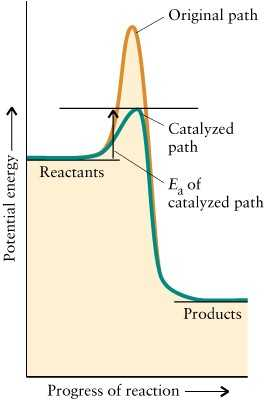 Original path
Catalyzed
path
Reactants
Eₐ of
catalyzed path
Potential energy
Products
Progress of reaction